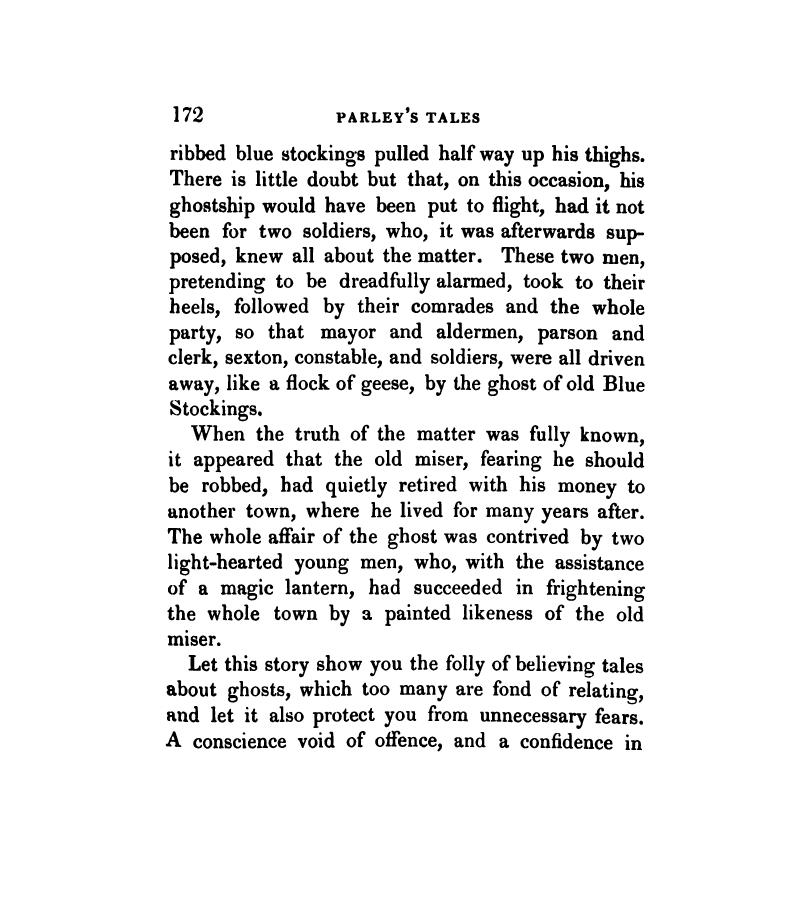 172 PARLEY'S TALES
ribbed blue stockings pulled half way up his thighs.
There is little doubt but that, on this occasion, his
ghostship would have been put to flight, had it not
been for two soldiers, who, it was afterwards sup-
posed, knew all about the matter. These two men,
pretending to be dreadfully alarmed, took to their
heels, followed by their comrades and the whole
party, so that mayor and aldermen, parson and
clerk, sexton, constable, and soldiers, were all driven
away, like a flock of geese, by the ghost of old Blue
Stockings.
When the truth of the matter was fully known,
it appeared that the old miser, fearing he should
be robbed, had quietly retired with his money to
another town, where he lived for many years after.
The whole affair of the ghost was contrived by two
light-hearted young men, who, with the assistance
of a magic lantern, had succeeded in frightening
the whole town by a painted likeness of the old
miser.
Let this story show you the folly of believing tales
about ghosts, which too many are fond of relating,
and let it also protect you from unnecessary fears.
A conscience void of offence, and a confidence in